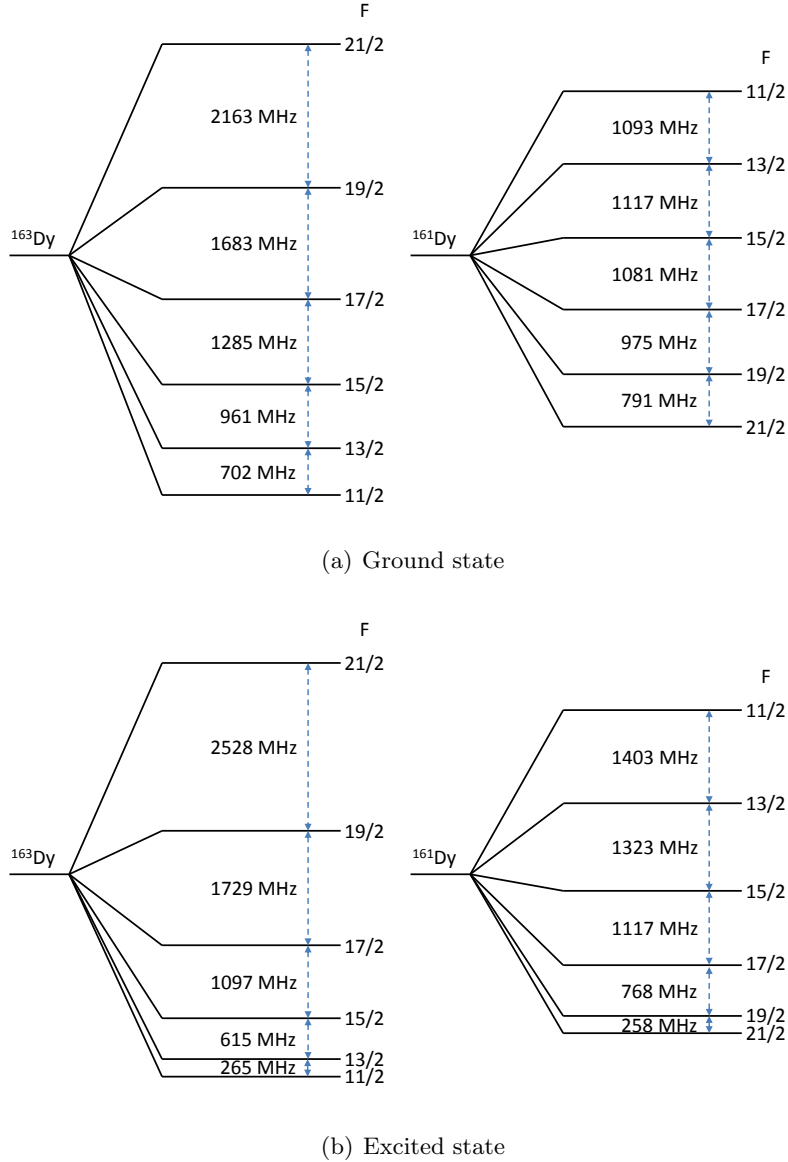 F
21/2
2163 MHz
19/2
¹⁶³Dy
1683 MHz
17/2
1285 MHz
15/2
961 MHz
13/2
702 MHz
11/2
F
11/2
1093 MHz
13/2
1117 MHz
¹⁶¹Dy
15/2
1081 MHz
17/2
975 MHz
19/2
791 MHz
21/2
(a) Ground state
F
21/2
2528 MHz
19/2
¹⁶³Dy
1729 MHz
17/2
1097 MHz
15/2
615 MHz
13/2
265 MHz
11/2
F
11/2
1403 MHz
13/2
1323 MHz
¹⁶¹Dy
15/2
1117 MHz
17/2
768 MHz
19/2
258 MHz
21/2
(b) Excited state